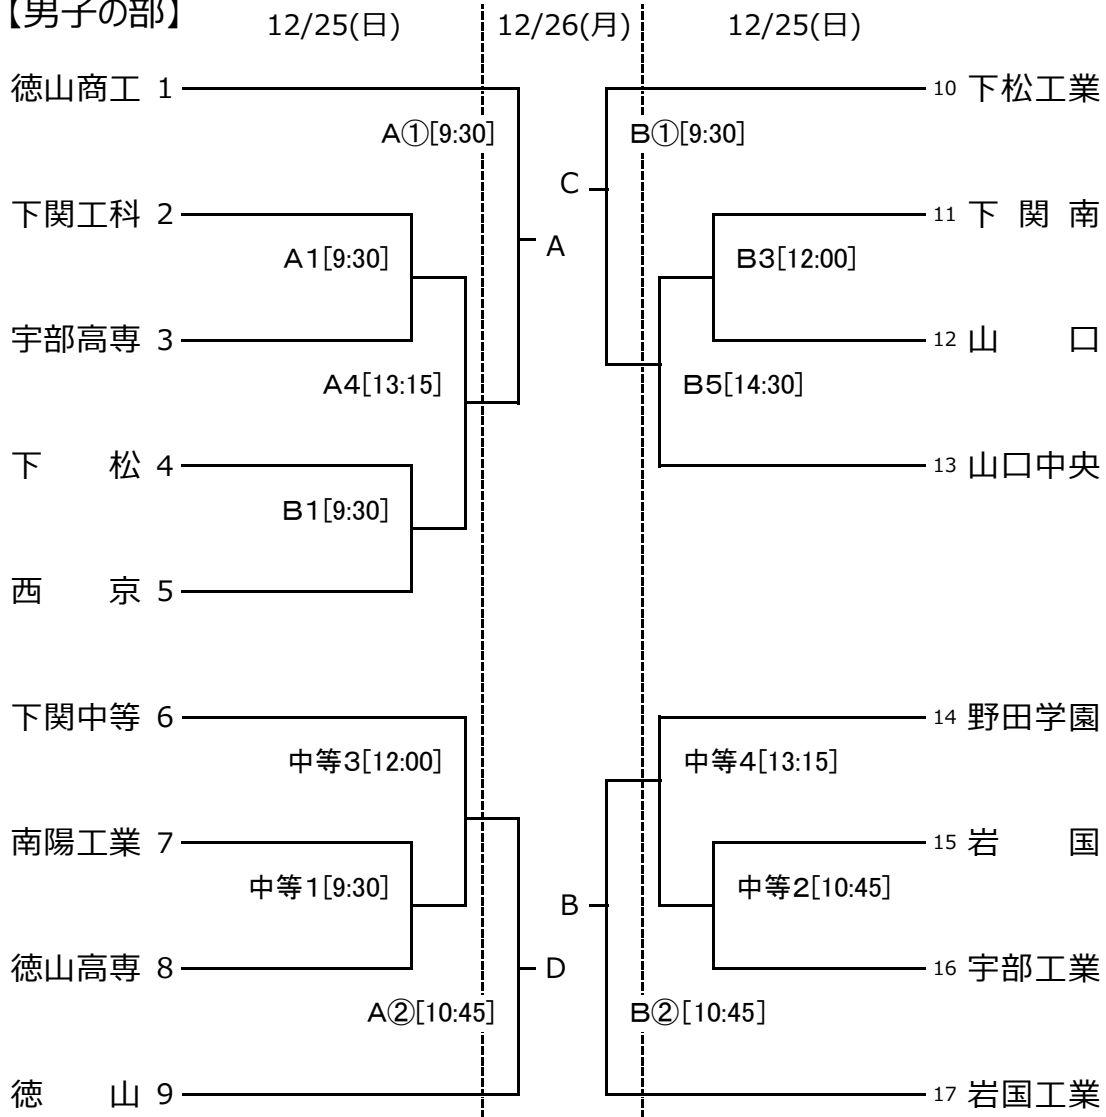 【男子の部】
12/25(日) 12/26(月) 12/25(日)
徳山商工 1
A①[9:30]
下関工科 2
A1[9:30]
宇部高専 3
A4[13:15]
下 松 4
B1[9:30]
西 京 5
A
下関中等 6
中等3[12:00]
南陽工業 7
中等1[9:30]
徳山高専 8
A②[10:45]
徳 山 9
D
10 下松工業
B①[9:30]
C
11 下 関 南
B3[12:00]
12 山 口
B5[14:30]
13 山口中央
14 野田学園
中等4[13:15]
15 岩 国
中等2[10:45]
B
16 宇部工業
B②[10:45]
17 岩国工業